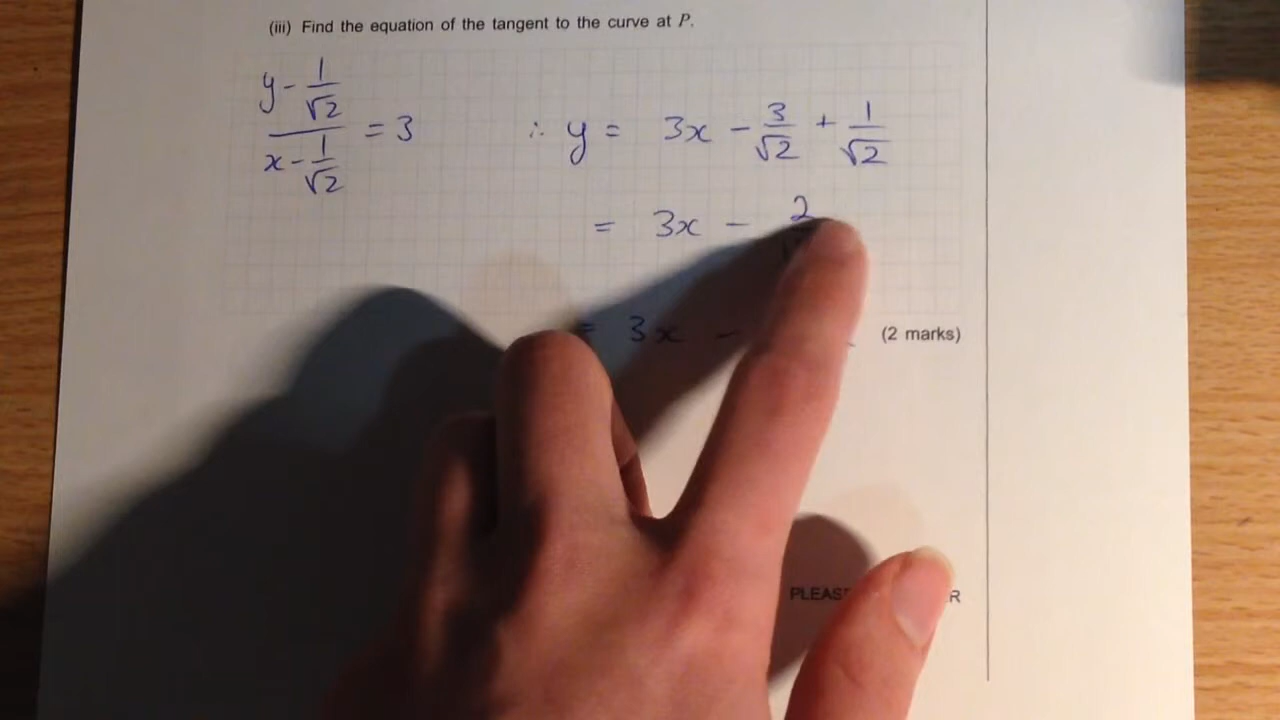 (iii) Find the equation of the tangent to the curve at P.
y - 1/√2 / x - 1/√2 = 3 ∴ y = 3x - 3/√2 + 1/√2
= 3x - 2
= 3x -
(2 marks)